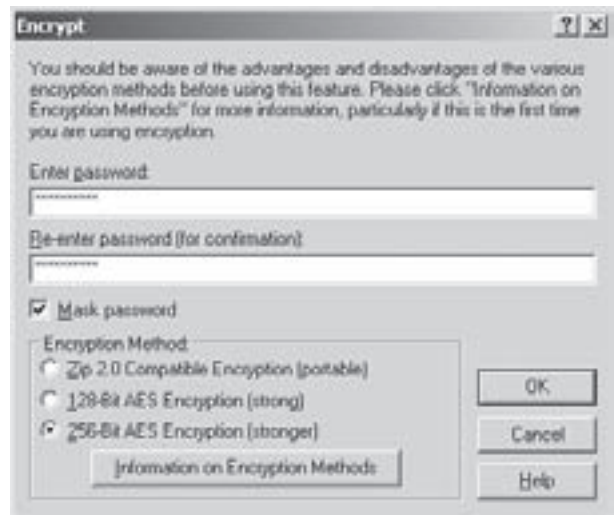 Encrypt
You should be aware of the advantages and disadvantages of the various
encryption methods before using this feature. Please click "Information on
Encryption Methods" for more information, particularly if this is the first time
you are using encryption.
Enter password:
Re-enter password (for confirmation):
Mask password
Encryption Method:
Zip 2.0 Compatible Encryption (portable)
128-Bit AES Encryption (strong)
256-Bit AES Encryption (stronger)
Information on Encryption Methods
OK
Cancel
Help